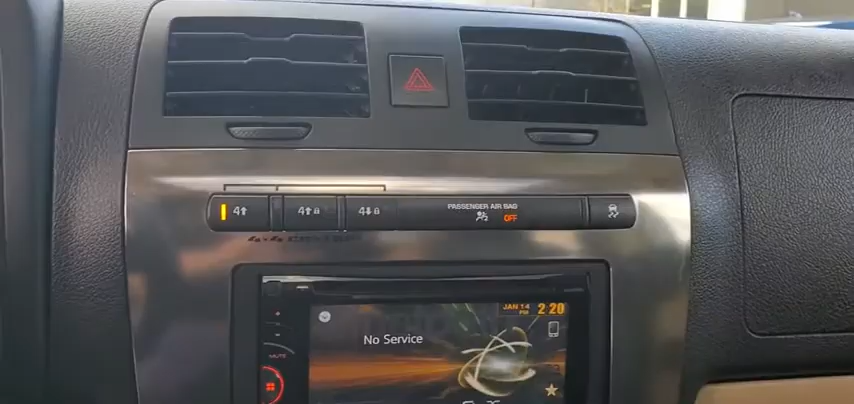 4↑ 4↑🔒 4↓🔒
PASSENGER AIR BAG
OFF
JAN 14
PM
2:20
No Service
MUTE